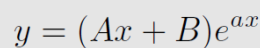 y = (Ax + B)e^{ax}